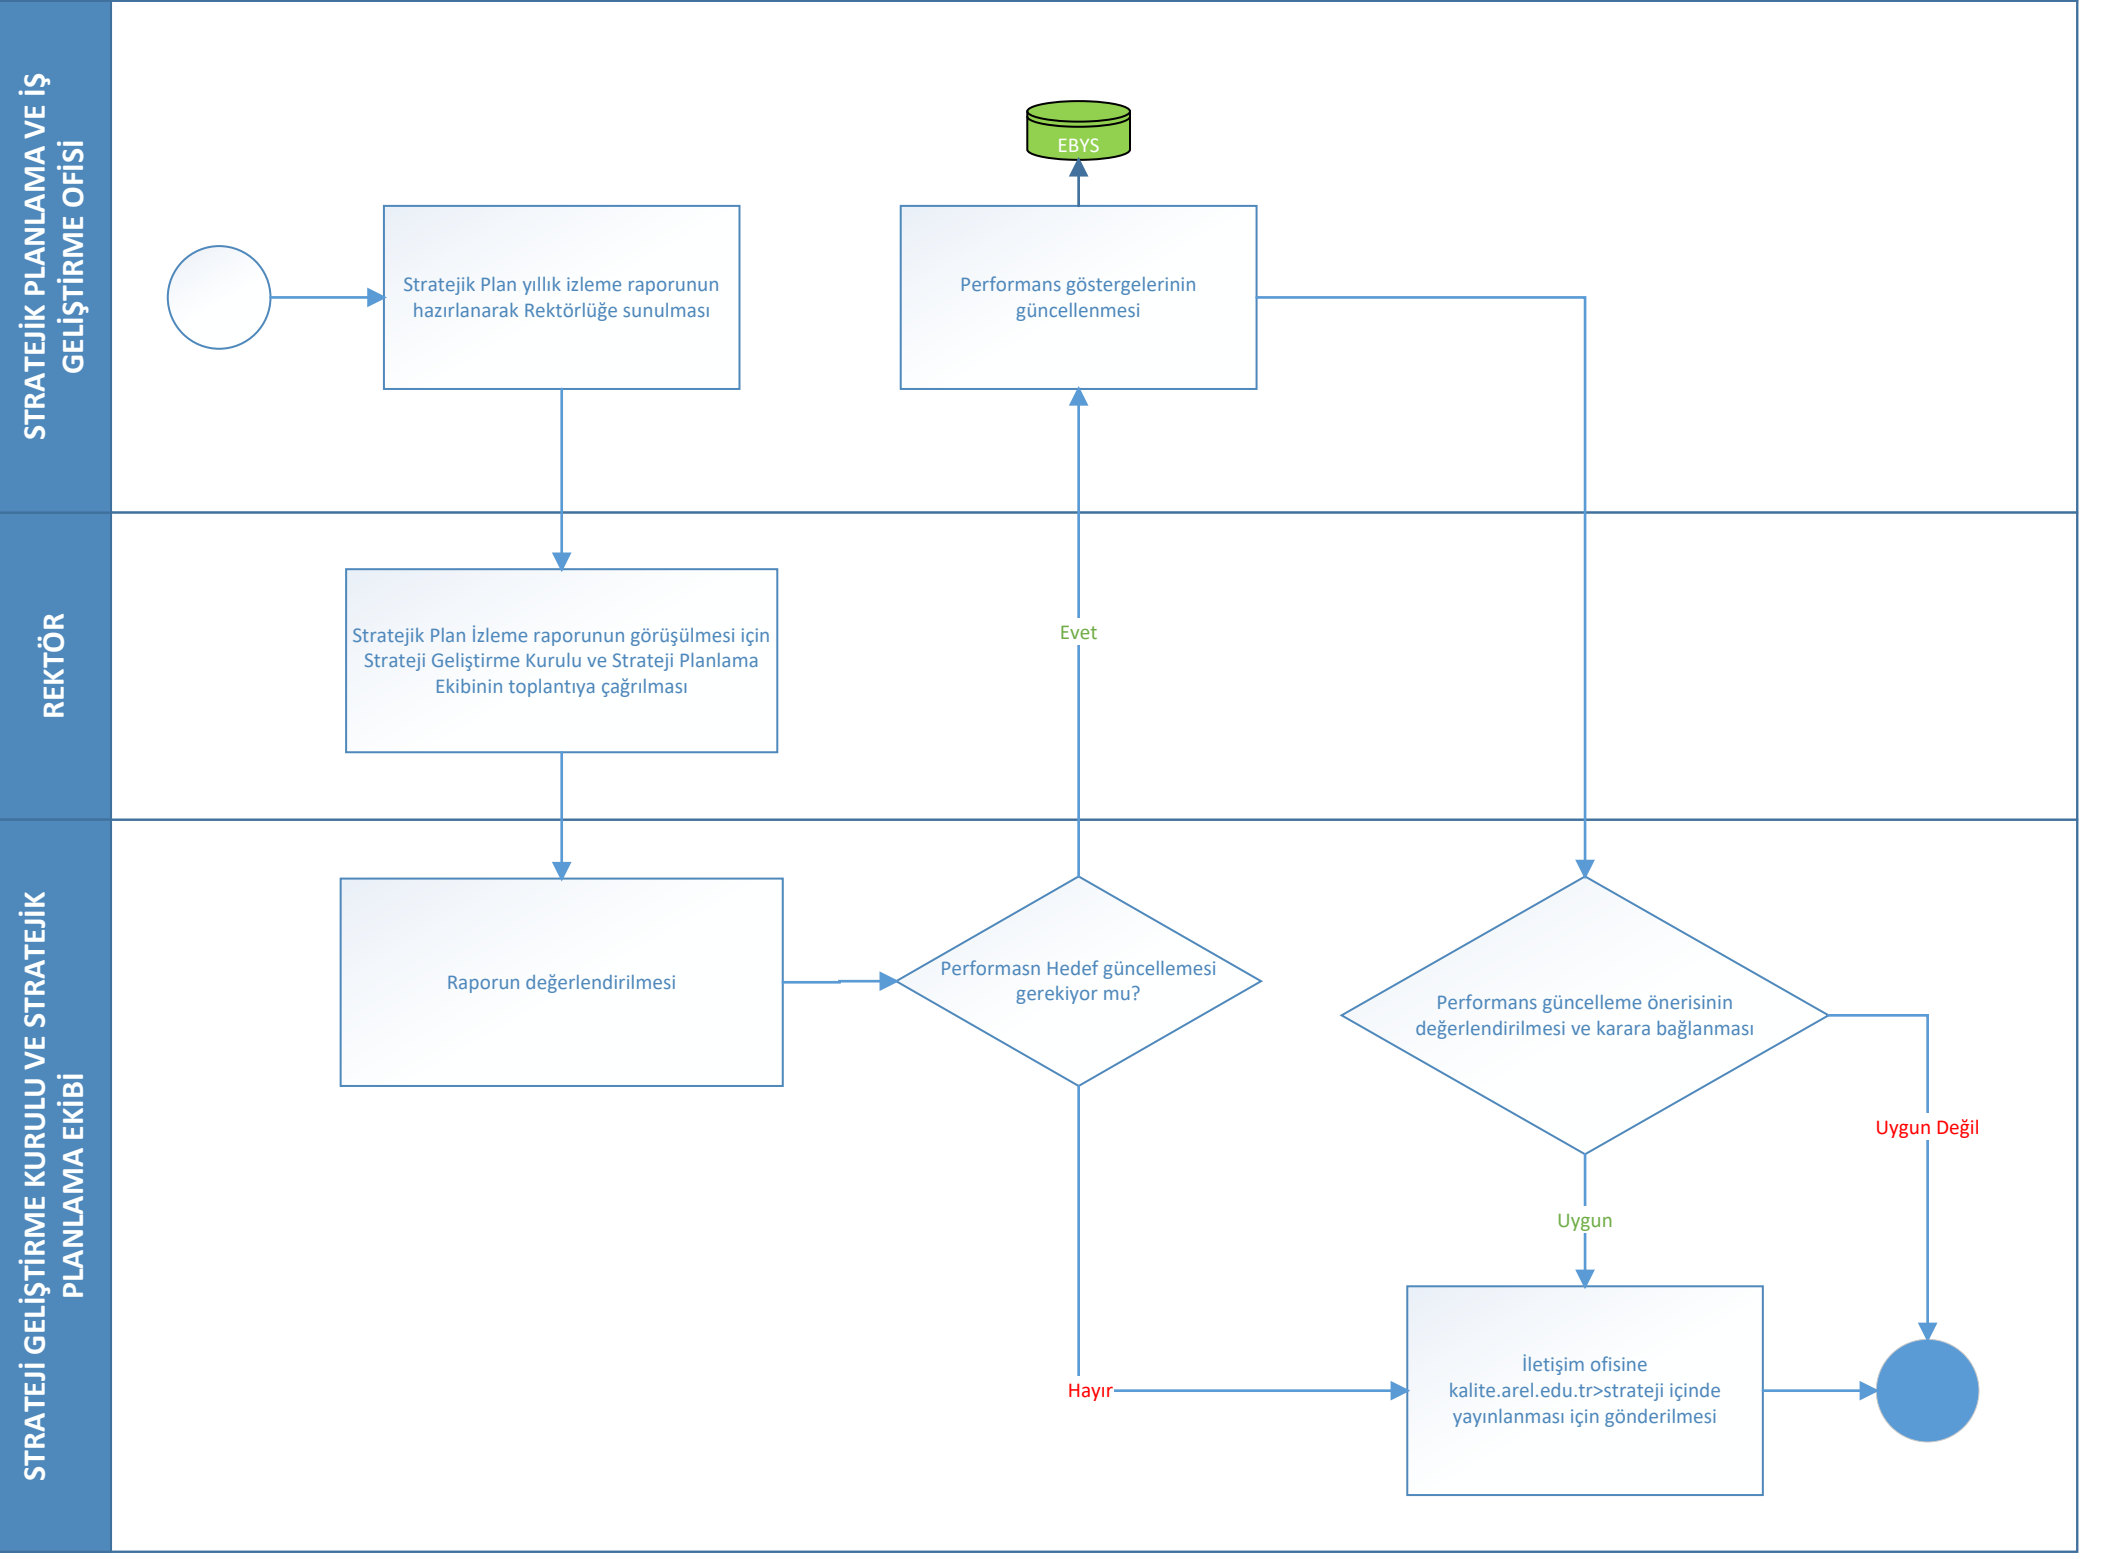 STRATEJİK PLANLAMA VE İŞ
GELİŞTİRME OFİSİ
EBYS
Stratejik Plan yıllık izleme raporunun
hazırlanarak Rektörlüğe sunulması
Performans göstergelerinin
güncellenmesi
REKTÖR
Stratejik Plan İzleme raporunun görüşülmesi için
Strateji Geliştirme Kurulu ve Strateji Planlama
Ekibinin toplantıya çağrılması
Evet
STRATEJİ GELİŞTİRME KURULU VE STRATEJİK
PLANLAMA EKİBİ
Raporun değerlendirilmesi
Performasn Hedef güncellemesi
gerekiyor mu?
Performans güncelleme önerisinin
değerlendirilmesi ve karara bağlanması
Uygun Değil
Uygun
Hayır
İletişim ofisine
kalite.arel.edu.tr>strateji içinde
yayınlanması için gönderilmesi